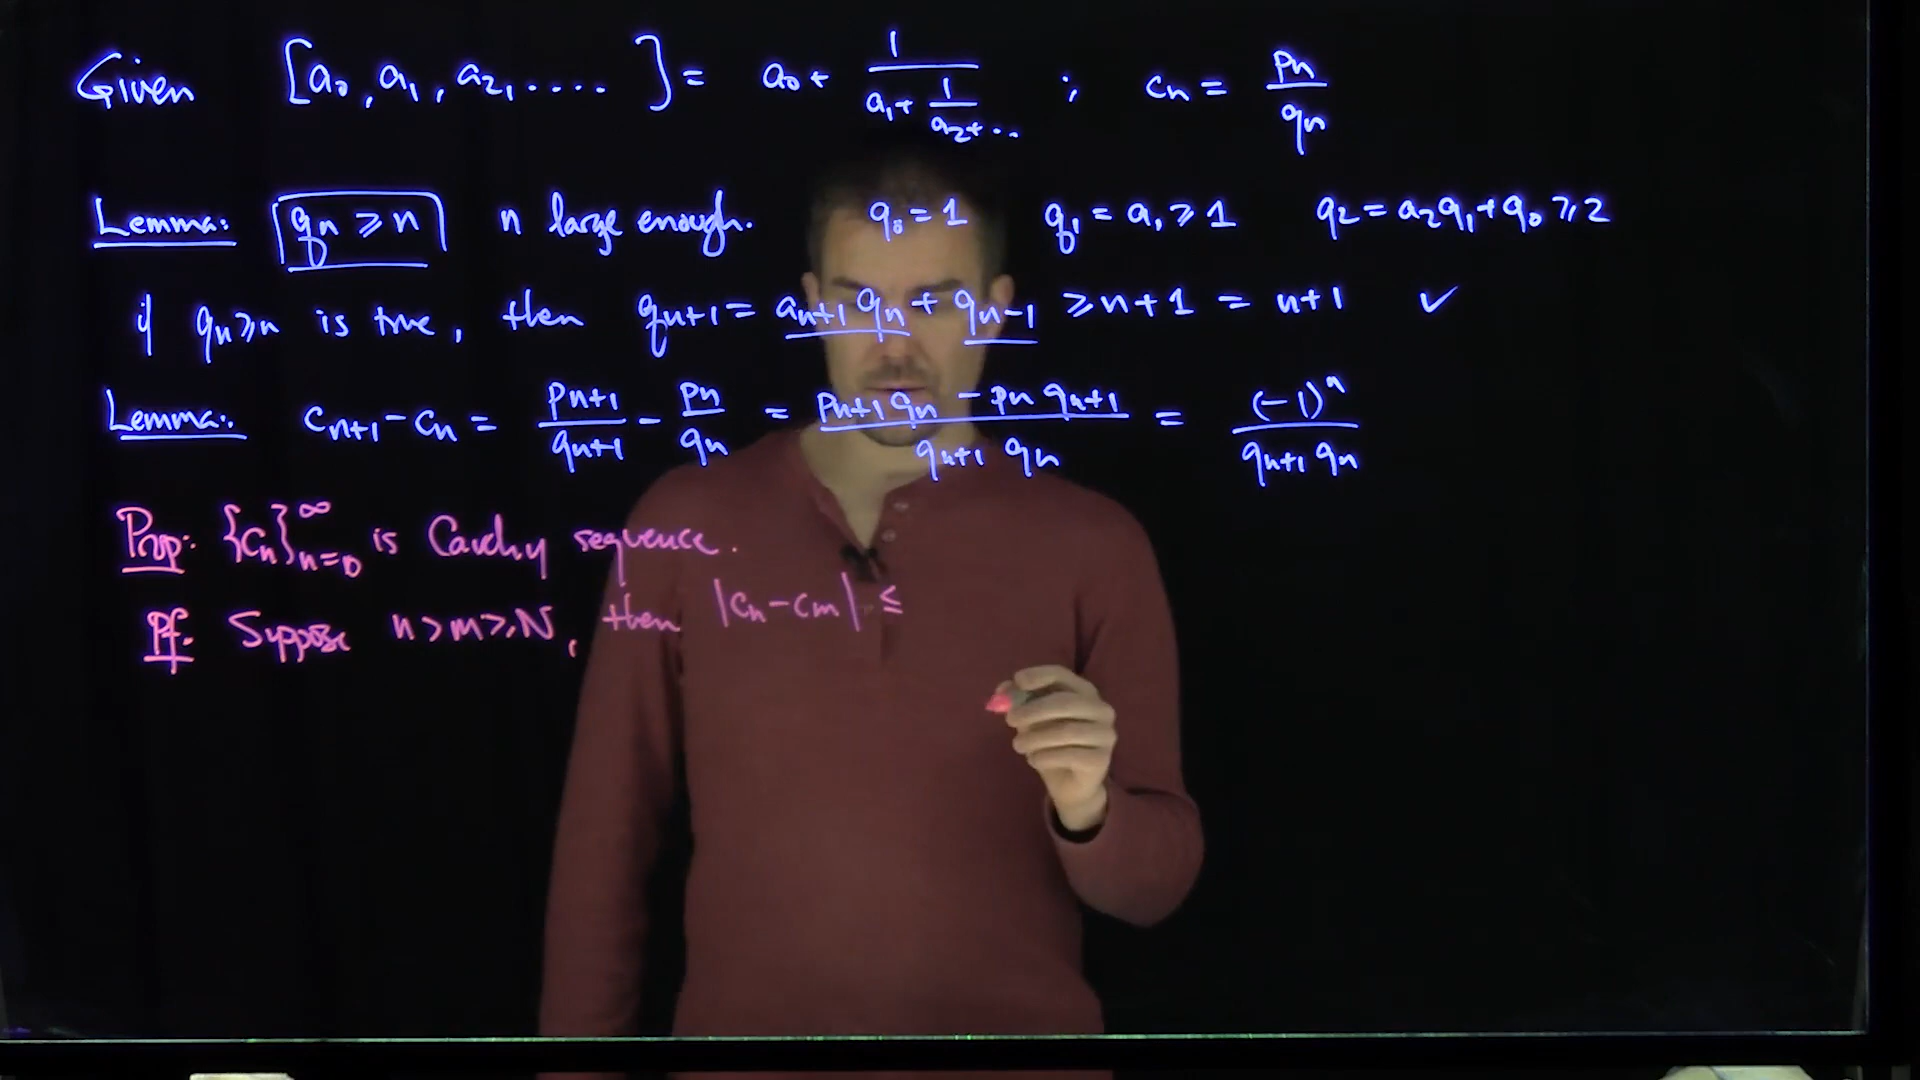 Given [a₀, a₁, a₂, ....] = a₀ + 1/(a₁ + 1/(a₂ + ...)) ; cₙ = pₙ/qₙ
Lemma: qₙ ≥ n n large enough. q₀ = 1 q₁ = a₁ ≥ 1 q₂ = a₂q₁ + q₀ ≥ 2
if qₙ ≥ n is true, then qₙ₊₁ = aₙ₊₁ qₙ + qₙ₋₁ ≥ n + 1 = n+1 ✓
Lemma: cₙ₊₁ - cₙ = pₙ₊₁/qₙ₊₁ - pₙ/qₙ = (pₙ₊₁ qₙ - pₙ qₙ₊₁)/(qₙ₊₁ qₙ) = (-1)ⁿ/(qₙ₊₁ qₙ)
Prop: {cₙ}ₙ₌₀^∞ is Cauchy sequence.
Pf. Suppose n > m ≥ N, then |cₙ - cₘ| ≤